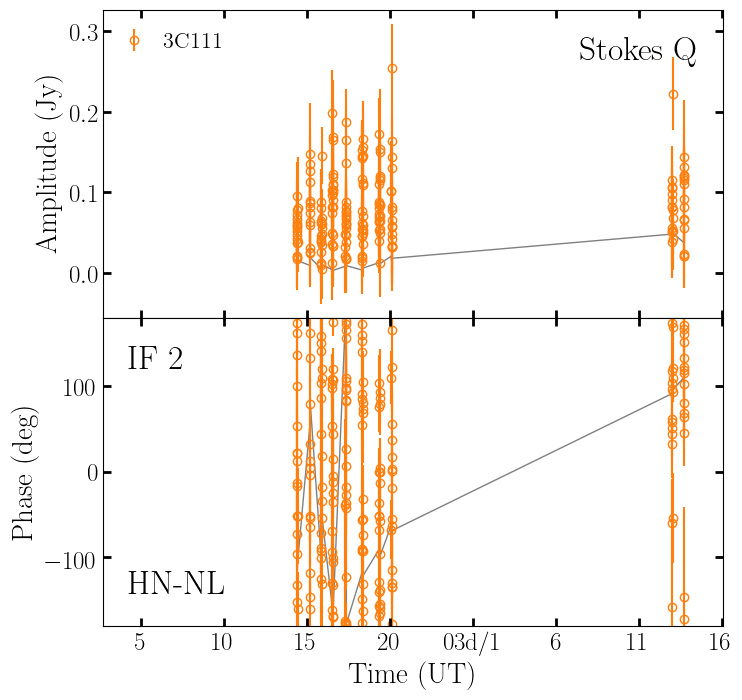 3C111
Stokes Q
0.3
0.2
0.1
0.0
Amplitude (Jy)
IF 2
100
0
−100
Phase (deg)
HN-NL
5 10 15 20 03d/1 6 11 16
Time (UT)